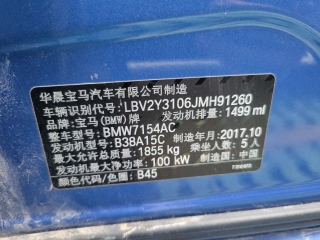 华晨宝马汽车有限公司制造
车辆识别代号: LBV2Y3106JMH91260
品牌: 宝马(BMW)牌 发动机排量: 1499 ml
整车型号: BMW7154AC
发动机型号: B38A15C 制造年月: 2017.10
最大总质量: 1855 kg 乘坐人数: 5人
发动机最大净功率: 100 kW 制造国: 中国
颜色代码/色圈: B45